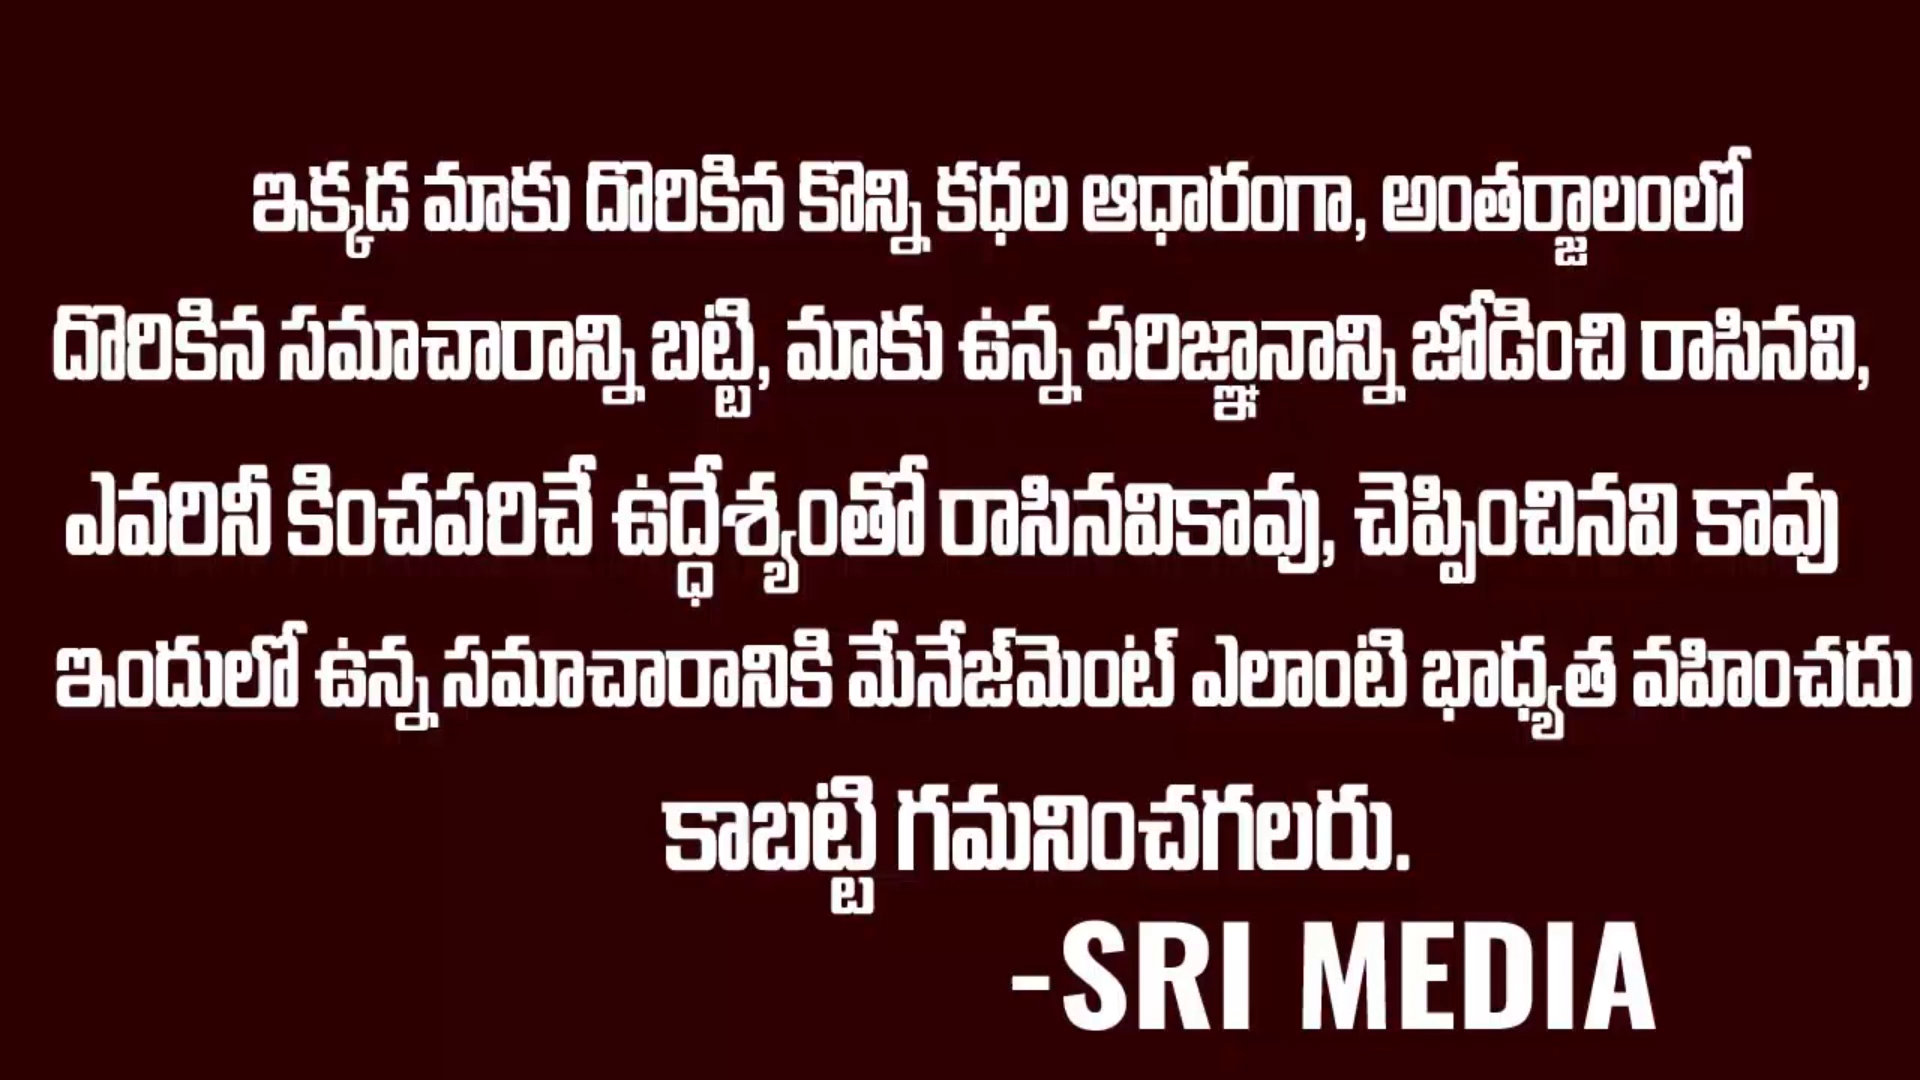 ఇక్కడ మాకు దొరికిన కొన్ని కధల ఆధారంగా, అంతర్జాలంలో
దొరికిన సమాచారాన్ని బట్టి, మాకు ఉన్న పరిజ్ఞానాన్ని జోడించి రాసినవి,
ఎవరినీ కించపరిచే ఉద్ధేశ్యంతో రాసినవికావు, చెప్పించినవి కావు
ఇందులో ఉన్న సమాచారానికి మేనేజ్‌మెంట్ ఎలాంటి భాధ్యత వహించదు
కాబట్టి గమనించగలరు.
-SRI MEDIA